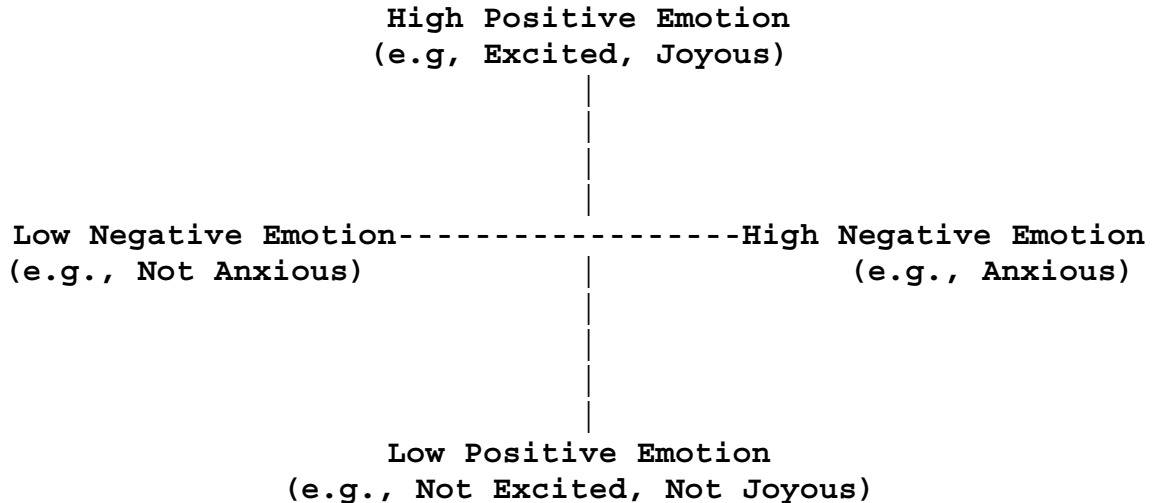 High Positive Emotion
(e.g, Excited, Joyous)
Low Negative Emotion------------------High Negative Emotion
(e.g., Not Anxious) (e.g., Anxious)
Low Positive Emotion
(e.g., Not Excited, Not Joyous)